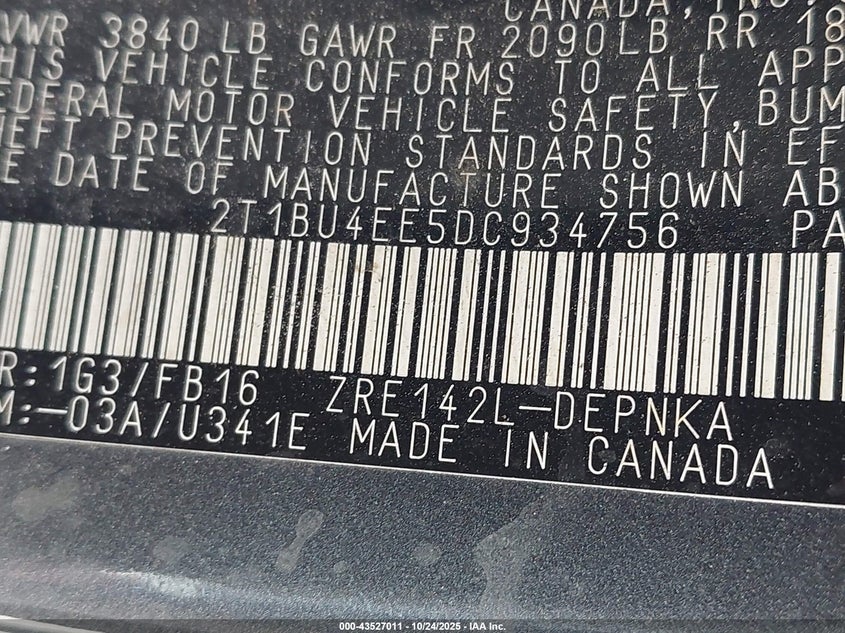 CANADA, INC.
VWR 3840 LB GAWR FR 2090LB RR 18
HIS VEHICLE CONFORMS TO ALL APP
EDERAL MOTOR VEHICLE SAFETY, BUM
EFT PREVENTION STANDARDS IN EF
E DATE OF MANUFACTURE SHOWN AB
2T1BU4EE5DC934756 PA
R:1G3/FB16 ZRE142L-DEPNKA
M:-03A/U341E MADE IN CANADA
000-43527011 - 10/24/2025 - IAA Inc.